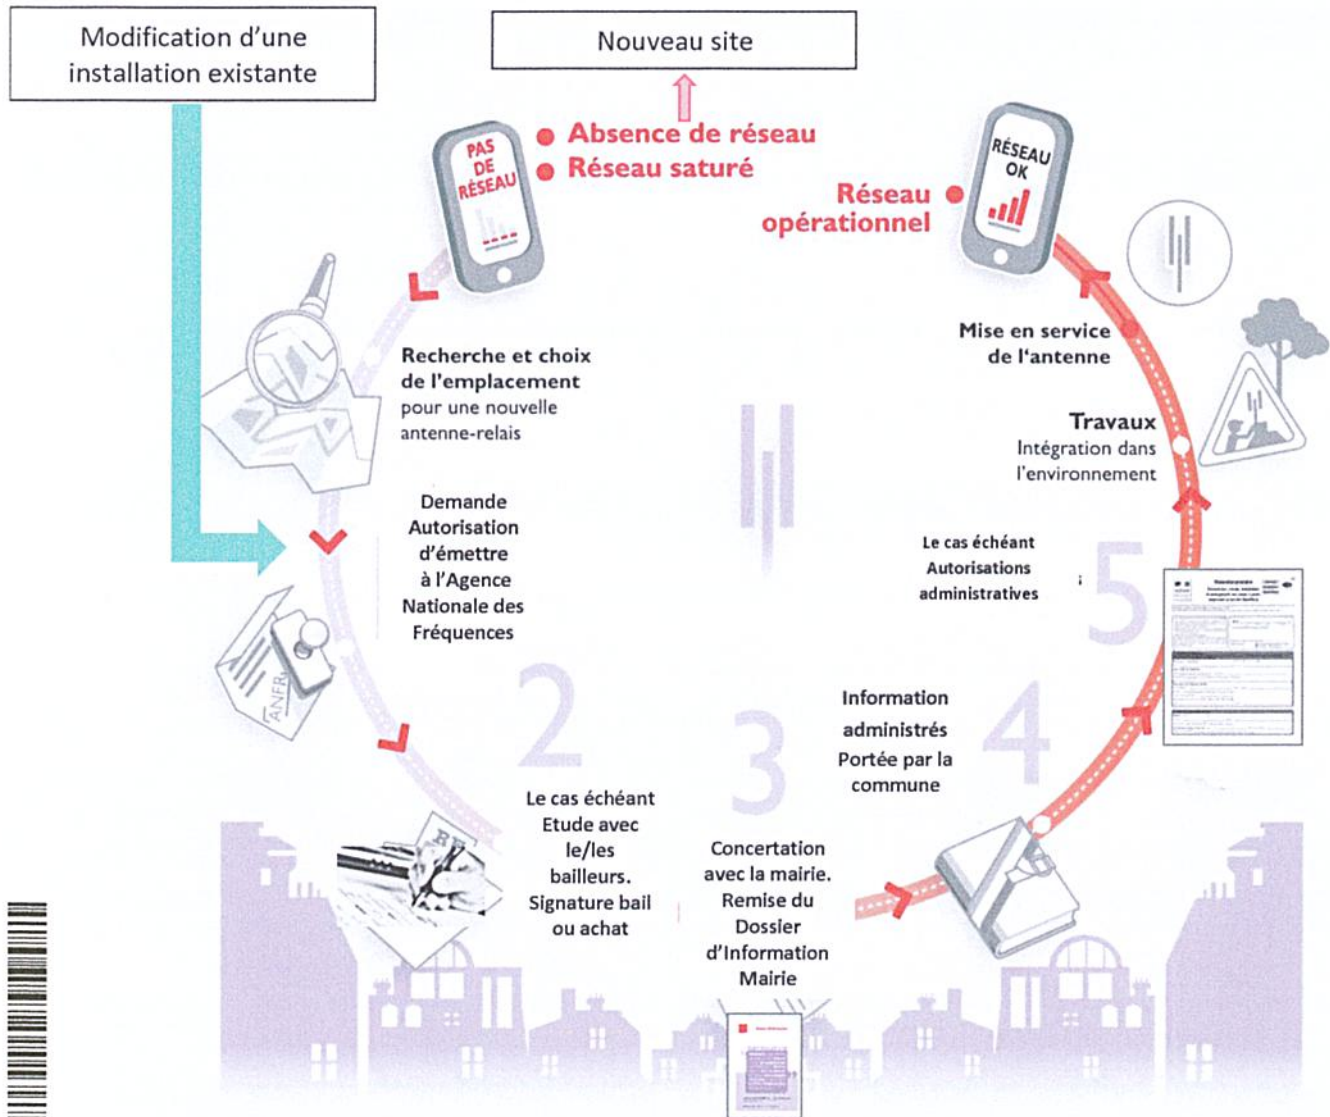 Modification d'une
installation existante
Nouveau site
PAS
DE
RÉSEAU
Absence de réseau
Réseau saturé
RÉSEAU
OK
Réseau
opérationnel
Recherche et choix
de l'emplacement
pour une nouvelle
antenne-relais
Mise en service
de l'antenne
Travaux
Intégration dans
l'environnement
Demande
Autorisation
d'émettre
à l'Agence
Nationale des
Fréquences
ANFR
Le cas échéant
Autorisations
administratives
;
5
2
Le cas échéant
Etude avec
le/les
bailleurs.
Signature bail
ou achat
3
Concertation
avec la mairie.
Remise du
Dossier
d'Information
Mairie
4
Information
administrés
Portée par la
commune